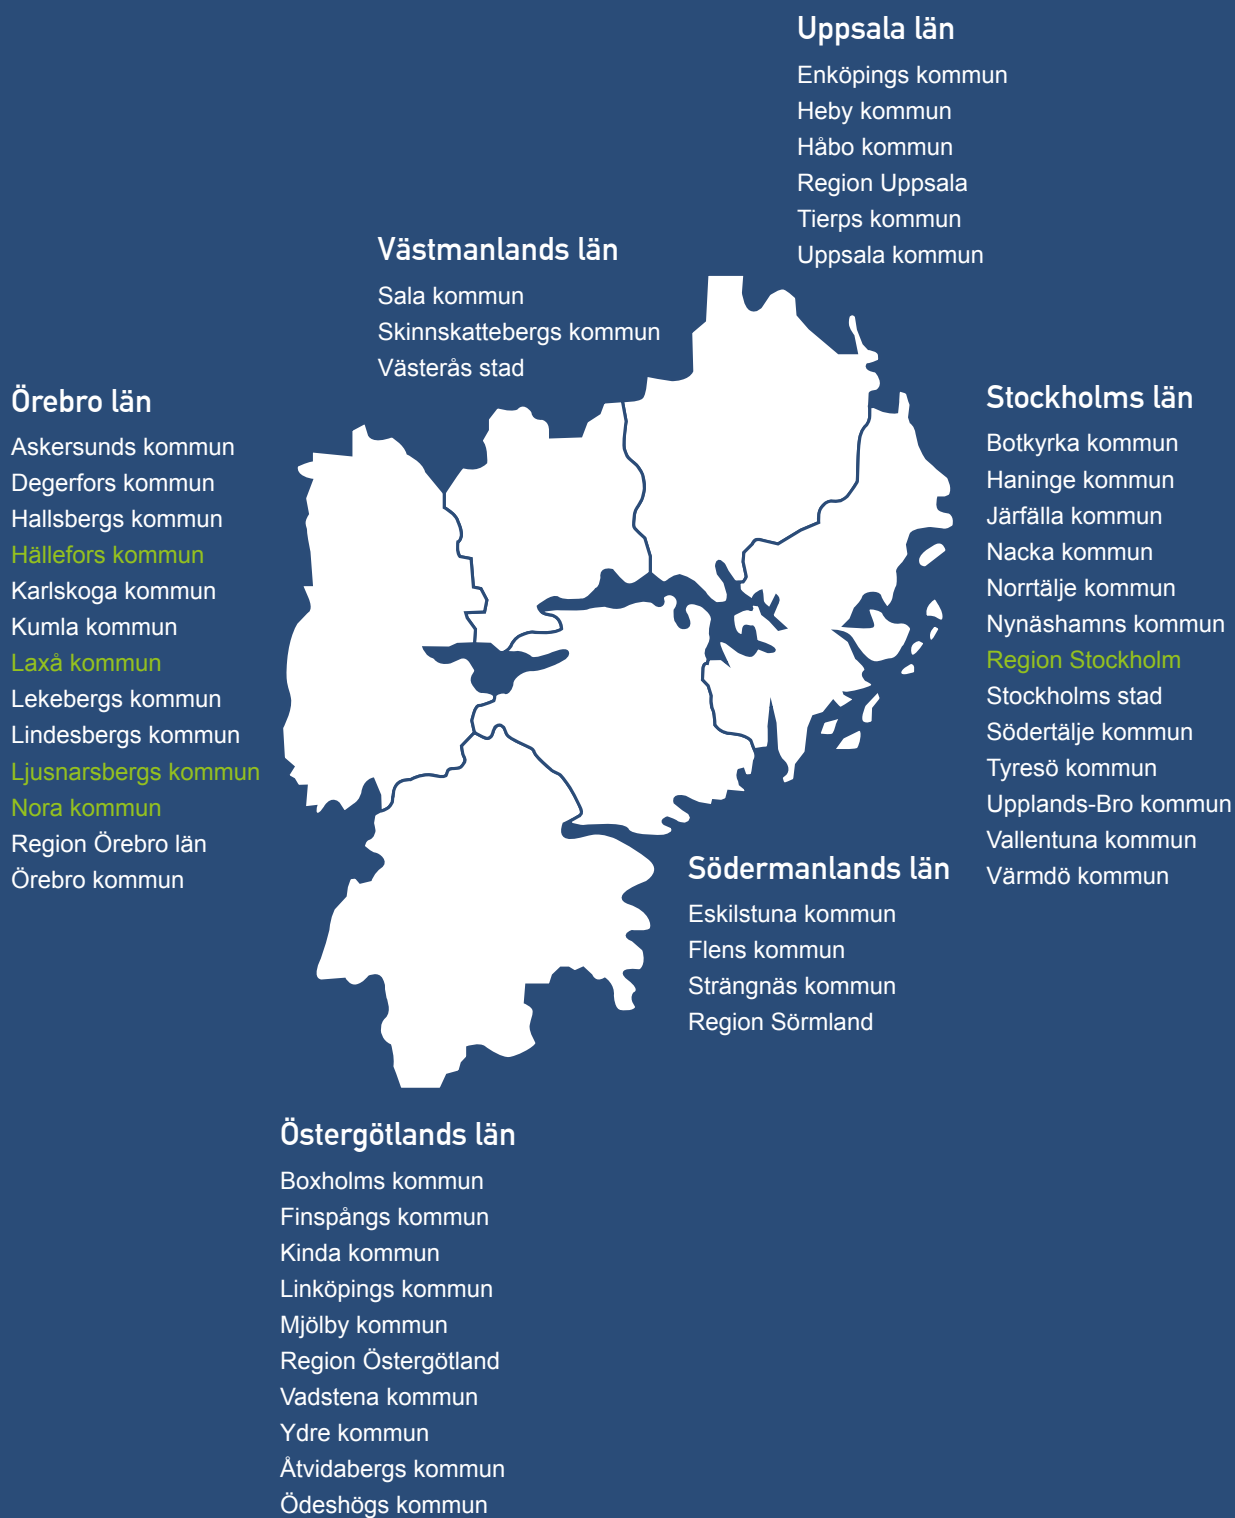 Uppsala län
Enköpings kommun
Heby kommun
Håbo kommun
Region Uppsala
Tierps kommun
Uppsala kommun
Västmanlands län
Sala kommun
Skinnskattebergs kommun
Västerås stad
Örebro län
Askersunds kommun
Degerfors kommun
Hallsbergs kommun
Hällefors kommun
Karlskoga kommun
Kumla kommun
Laxå kommun
Lekebergs kommun
Lindesbergs kommun
Ljusnarsbergs kommun
Nora kommun
Region Örebro län
Örebro kommun
Stockholms län
Botkyrka kommun
Haninge kommun
Järfälla kommun
Nacka kommun
Norrtälje kommun
Nynäshamns kommun
Region Stockholm
Stockholms stad
Södertälje kommun
Tyresö kommun
Upplands-Bro kommun
Vallentuna kommun
Värmdö kommun
Södermanlands län
Eskilstuna kommun
Flens kommun
Strängnäs kommun
Region Sörmland
Östergötlands län
Boxholms kommun
Finspångs kommun
Kinda kommun
Linköpings kommun
Mjölby kommun
Region Östergötland
Vadstena kommun
Ydre kommun
Åtvidabergs kommun
Ödeshögs kommun